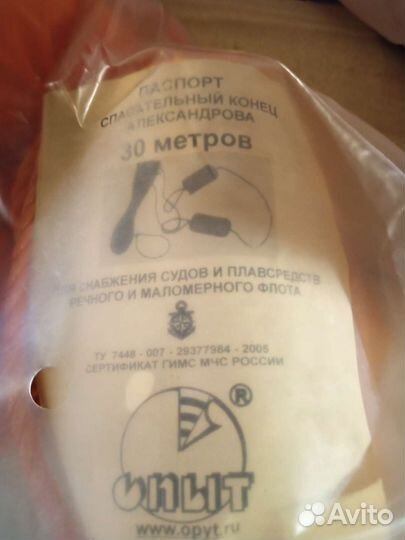 ПАСПОРТ
СПАСАТЕЛЬНЫЙ КОНЕЦ
АЛЕКСАНДРОВА
30 метров
ДЛЯ СНАБЖЕНИЯ СУДОВ И ПЛАВСРЕДСТВ
РЕЧНОГО И МАЛОМЕРНОГО ФЛОТА
ТУ 7448 - 007 - 29377984 - 2005
СЕРТИФИКАТ ГИМС МЧС РОССИИ
®
ОПЫТ
www.opyt.ru
Avito